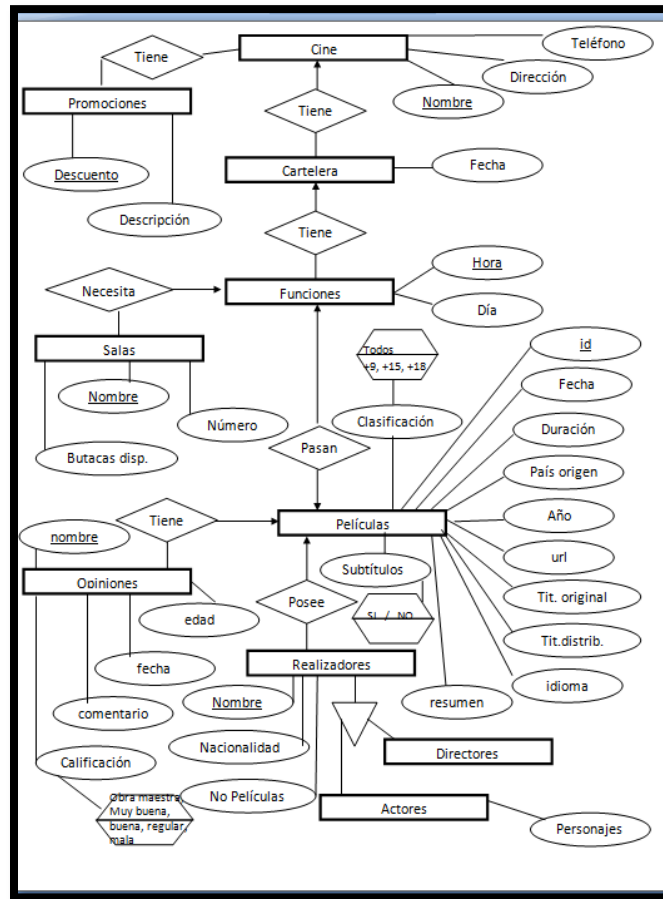 Teléfono
Cine
Tiene
Dirección
Promociones
Nombre
Tiene
Descuento
Cartelera
Fecha
Descripción
Tiene
Hora
Necesita
Funciones
Día
Salas
Todos
+9, +15, +18
id
Nombre
Fecha
Clasificación
Número
Duración
Butacas disp.
Pasan
País origen
Tiene
Películas
Año
nombre
url
Subtítulos
Opiniones
Posee
Tit. original
edad
SI / NO
Tit.distrib.
fecha
Realizadores
idioma
Nombre
resumen
comentario
Nacionalidad
Directores
Calificación
No Películas
Obra maestra,
Muy buena,
buena, regular,
mala
Actores
Personajes